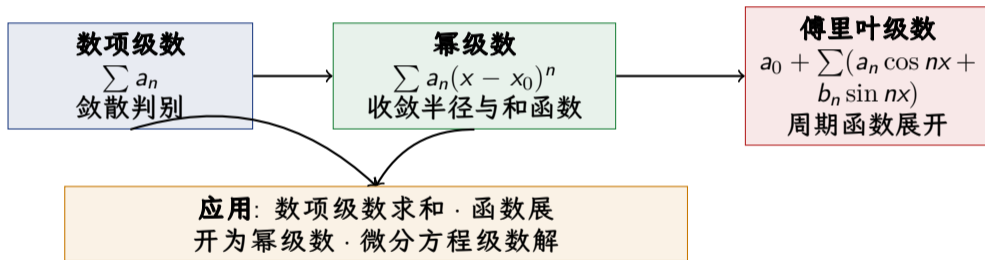 数项级数
∑ aₙ
敛散判别
幂级数
∑ aₙ(x − x₀)ⁿ
收敛半径与和函数
傅里叶级数
a₀ + ∑(aₙ cos nx +
bₙ sin nx)
周期函数展开
应用: 数项级数求和 · 函数展
开为幂级数 · 微分方程级数解